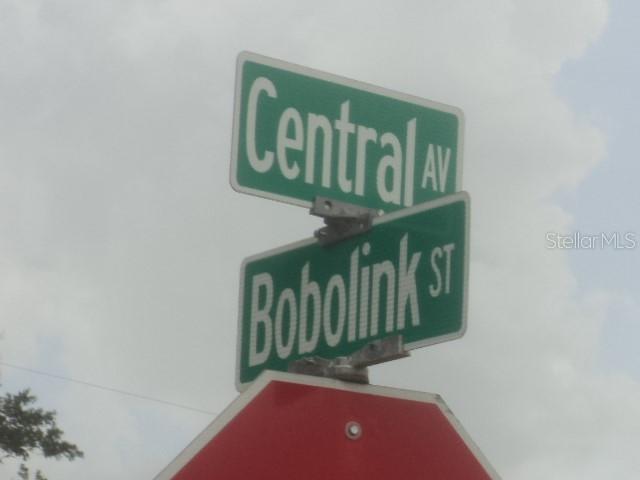 Central AV
Bobolink ST
StellarMLS